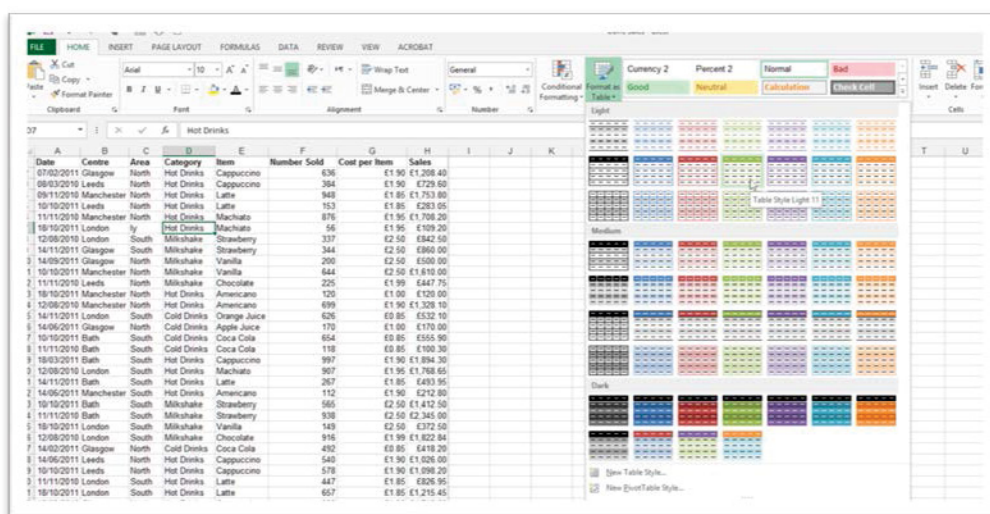 FILE HOME INSERT PAGE LAYOUT FORMULAS DATA REVIEW VIEW ACROBAT
Cut
Copy
Format Painter
Clipboard
Arial 10
B I U
Font
Wrap Text
Merge & Center
Alignment
General
Number
Conditional Formatting
Format as Table
Currency 2 Percent 2 Normal Bad
Good Neutral Calculation Check Cell
Insert Delete
Cells
Hot Drinks
A B C D E F G H I J K T U
Date Centre Area Category Item Number Sold Cost per Item Sales
07/02/2011 Glasgow North Hot Drinks Cappuccino 636 £1.90 £1,208.40
08/03/2010 Leeds North Hot Drinks Cappuccino 384 £1.90 £729.60
09/11/2010 Manchester North Hot Drinks Latte 948 £1.85 £1,753.80
10/10/2011 Leeds North Hot Drinks Latte 153 £1.85 £283.05
11/11/2010 Manchester North Hot Drinks Machiato 876 £1.95 £1,708.20
18/10/2011 London ly Hot Drinks Machiato 56 £1.95 £109.20
12/08/2010 London South Milkshake Strawberry 337 £2.50 £842.50
14/11/2011 Glasgow North Milkshake Strawberry 344 £2.50 £860.00
14/09/2011 Glasgow North Milkshake Vanilla 200 £2.50 £500.00
10/10/2011 Manchester North Milkshake Vanilla 644 £2.50 £1,610.00
11/11/2010 Leeds North Milkshake Chocolate 225 £1.99 £447.75
18/10/2011 Manchester North Hot Drinks Americano 120 £1.00 £120.00
12/08/2010 Manchester North Hot Drinks Americano 699 £1.90 £1,328.10
14/11/2011 London South Cold Drinks Orange Juice 626 £0.85 £532.10
14/06/2011 Glasgow North Cold Drinks Apple Juice 170 £1.00 £170.00
10/10/2011 Bath South Cold Drinks Coca Cola 654 £0.85 £555.90
11/11/2010 Bath South Cold Drinks Coca Cola 118 £0.85 £100.30
18/03/2011 Bath South Hot Drinks Cappuccino 997 £1.90 £1,894.30
12/08/2010 London South Hot Drinks Machiato 907 £1.95 £1,768.65
14/11/2011 Bath South Hot Drinks Latte 267 £1.85 £493.95
14/06/2011 Manchester South Hot Drinks Americano 112 £1.90 £212.80
10/10/2011 Bath South Milkshake Strawberry 565 £2.50 £1,412.50
11/11/2010 Bath South Milkshake Strawberry 938 £2.50 £2,345.00
18/10/2011 London South Milkshake Vanilla 149 £2.50 £372.50
12/08/2010 London South Milkshake Chocolate 916 £1.99 £1,822.84
14/02/2011 Glasgow North Cold Drinks Coca Cola 492 £0.85 £418.20
14/06/2011 Leeds North Hot Drinks Cappuccino 540 £1.90 £1,026.00
10/10/2011 Leeds North Hot Drinks Cappuccino 578 £1.90 £1,098.20
11/11/2010 London South Hot Drinks Latte 447 £1.85 £826.95
18/10/2011 London South Hot Drinks Latte 657 £1.85 £1,215.45
Light
Table Style Light 11
Medium
Dark
New Table Style...
New PivotTable Style...